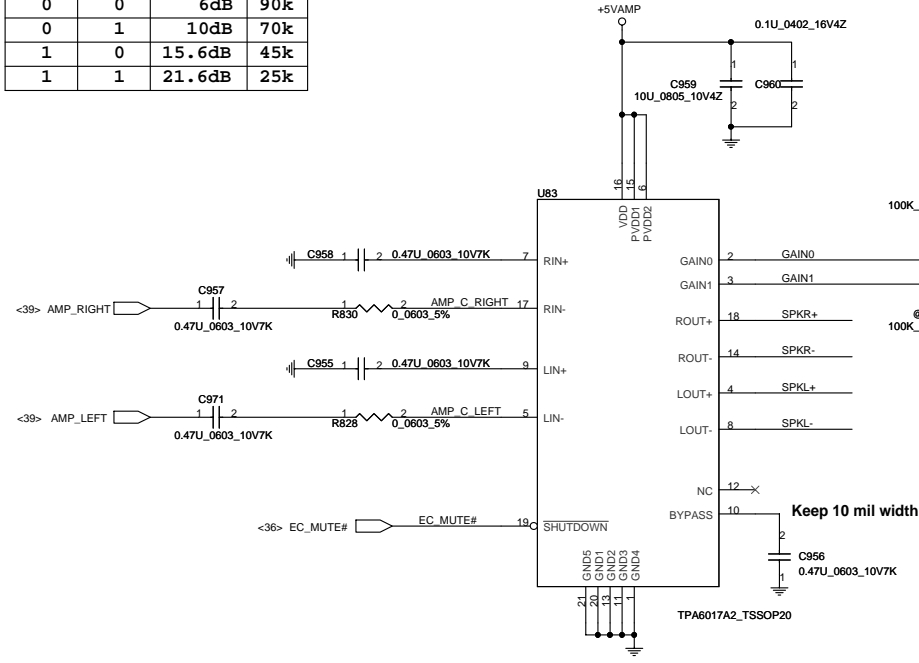 0 0 6dB 90k
0 1 10dB 70k
1 0 15.6dB 45k
1 1 21.6dB 25k
+5VAMP
0.1U_0402_16V4Z
1 1
C959 C960
10U_0805_10V4Z
2 2
U83
16 15 6
VDD PVDD1 PVDD2
100K_
C958 1 2 0.47U_0603_10V7K 7 RIN+
GAIN0 2 GAIN0
GAIN1 3 GAIN1
C957
<39> AMP_RIGHT 1 2 1 2 AMP_C_RIGHT 17 RIN-
0.47U_0603_10V7K R830 0_0603_5%
ROUT+ 18 SPKR+
@
100K_
ROUT- 14 SPKR-
C955 1 2 0.47U_0603_10V7K 9 LIN+
LOUT+ 4 SPKL+
C971
<39> AMP_LEFT 1 2 1 2 AMP_C_LEFT 5 LIN-
0.47U_0603_10V7K R828 0_0603_5%
LOUT- 8 SPKL-
NC 12
BYPASS 10 Keep 10 mil width
<36> EC_MUTE# EC_MUTE# 19 SHUTDOWN
2
C956
0.47U_0603_10V7K
1
GND5 GND1 GND2 GND3 GND4
21 20 13 11 1
TPA6017A2_TSSOP20